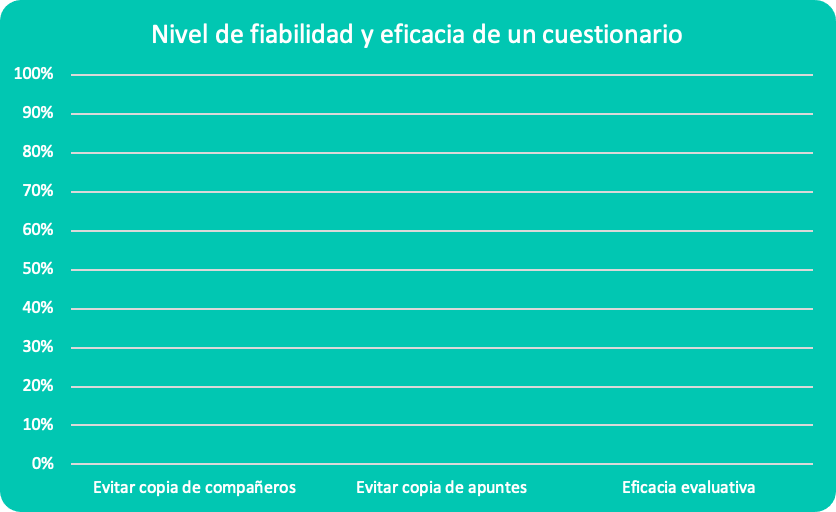 Nivel de fiabilidad y eficacia de un cuestionario
100%
90%
80%
70%
60%
50%
40%
30%
20%
10%
0%
Evitar copia de compañeros
Evitar copia de apuntes
Eficacia evaluativa